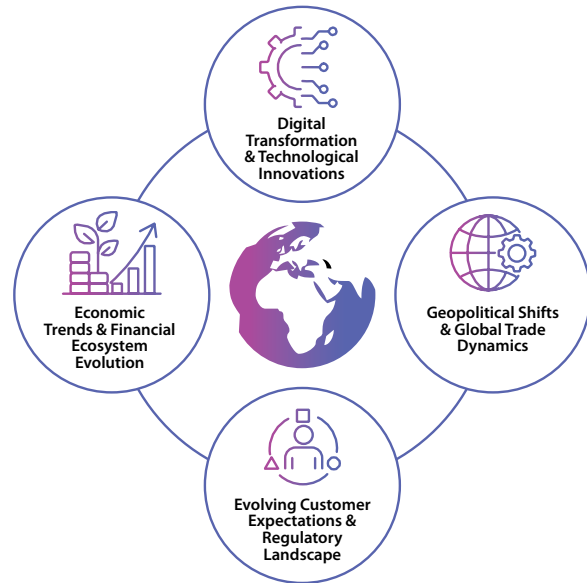 Digital
Transformation
& Technological
Innovations
Economic
Trends & Financial
Ecosystem
Evolution
Geopolitical Shifts
& Global Trade
Dynamics
Evolving Customer
Expectations &
Regulatory
Landscape